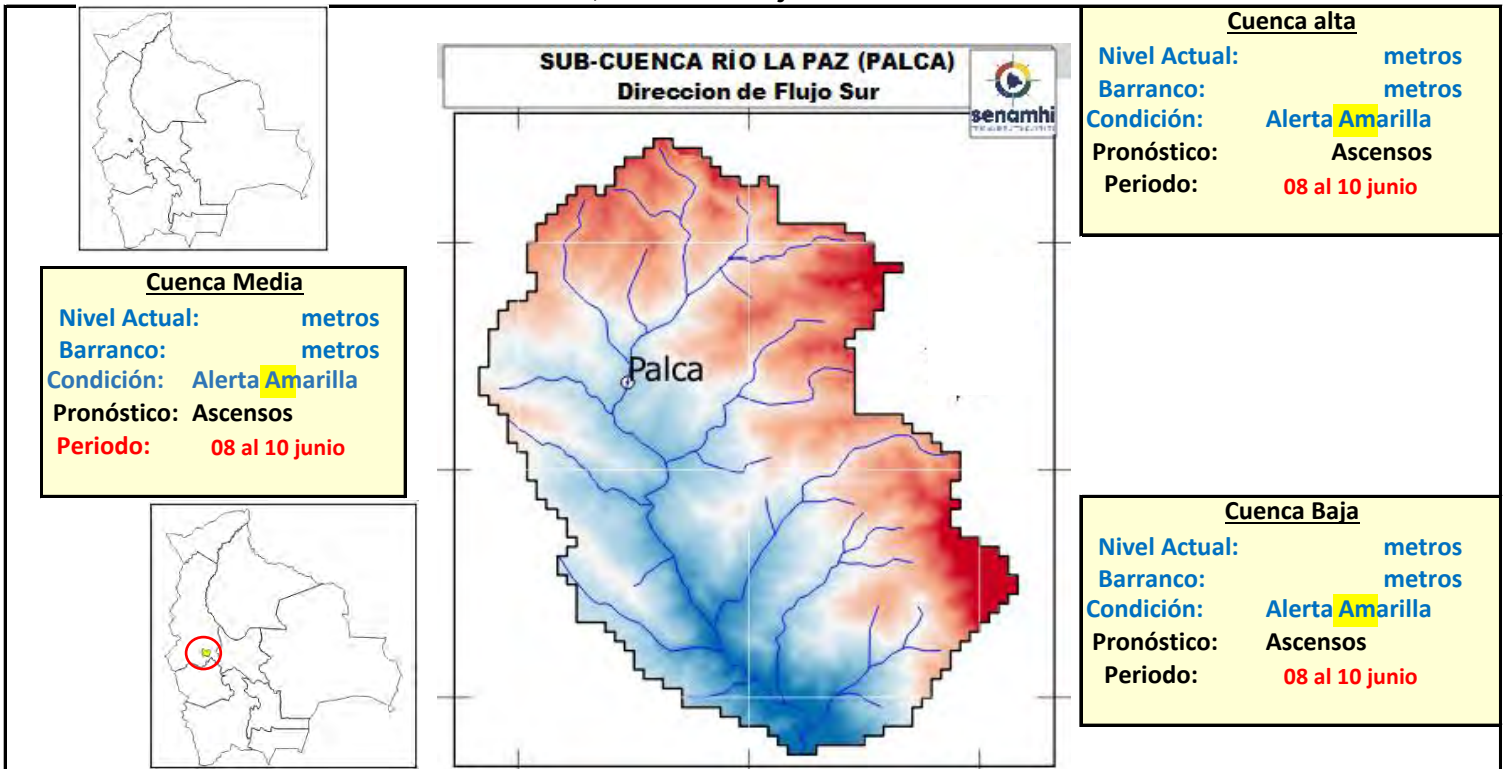 Cuenca alta
Nivel Actual: metros
Barranco: metros
Condición: Alerta Amarilla
Pronóstico: Ascensos
Periodo: 08 al 10 junio
SUB-CUENCA RÍO LA PAZ (PALCA)
Direccion de Flujo Sur
senamhi
Cuenca Media
Nivel Actual: metros
Barranco: metros
Condición: Alerta Amarilla
Pronóstico: Ascensos
Periodo: 08 al 10 junio
Palca
Cuenca Baja
Nivel Actual: metros
Barranco: metros
Condición: Alerta Amarilla
Pronóstico: Ascensos
Periodo: 08 al 10 junio